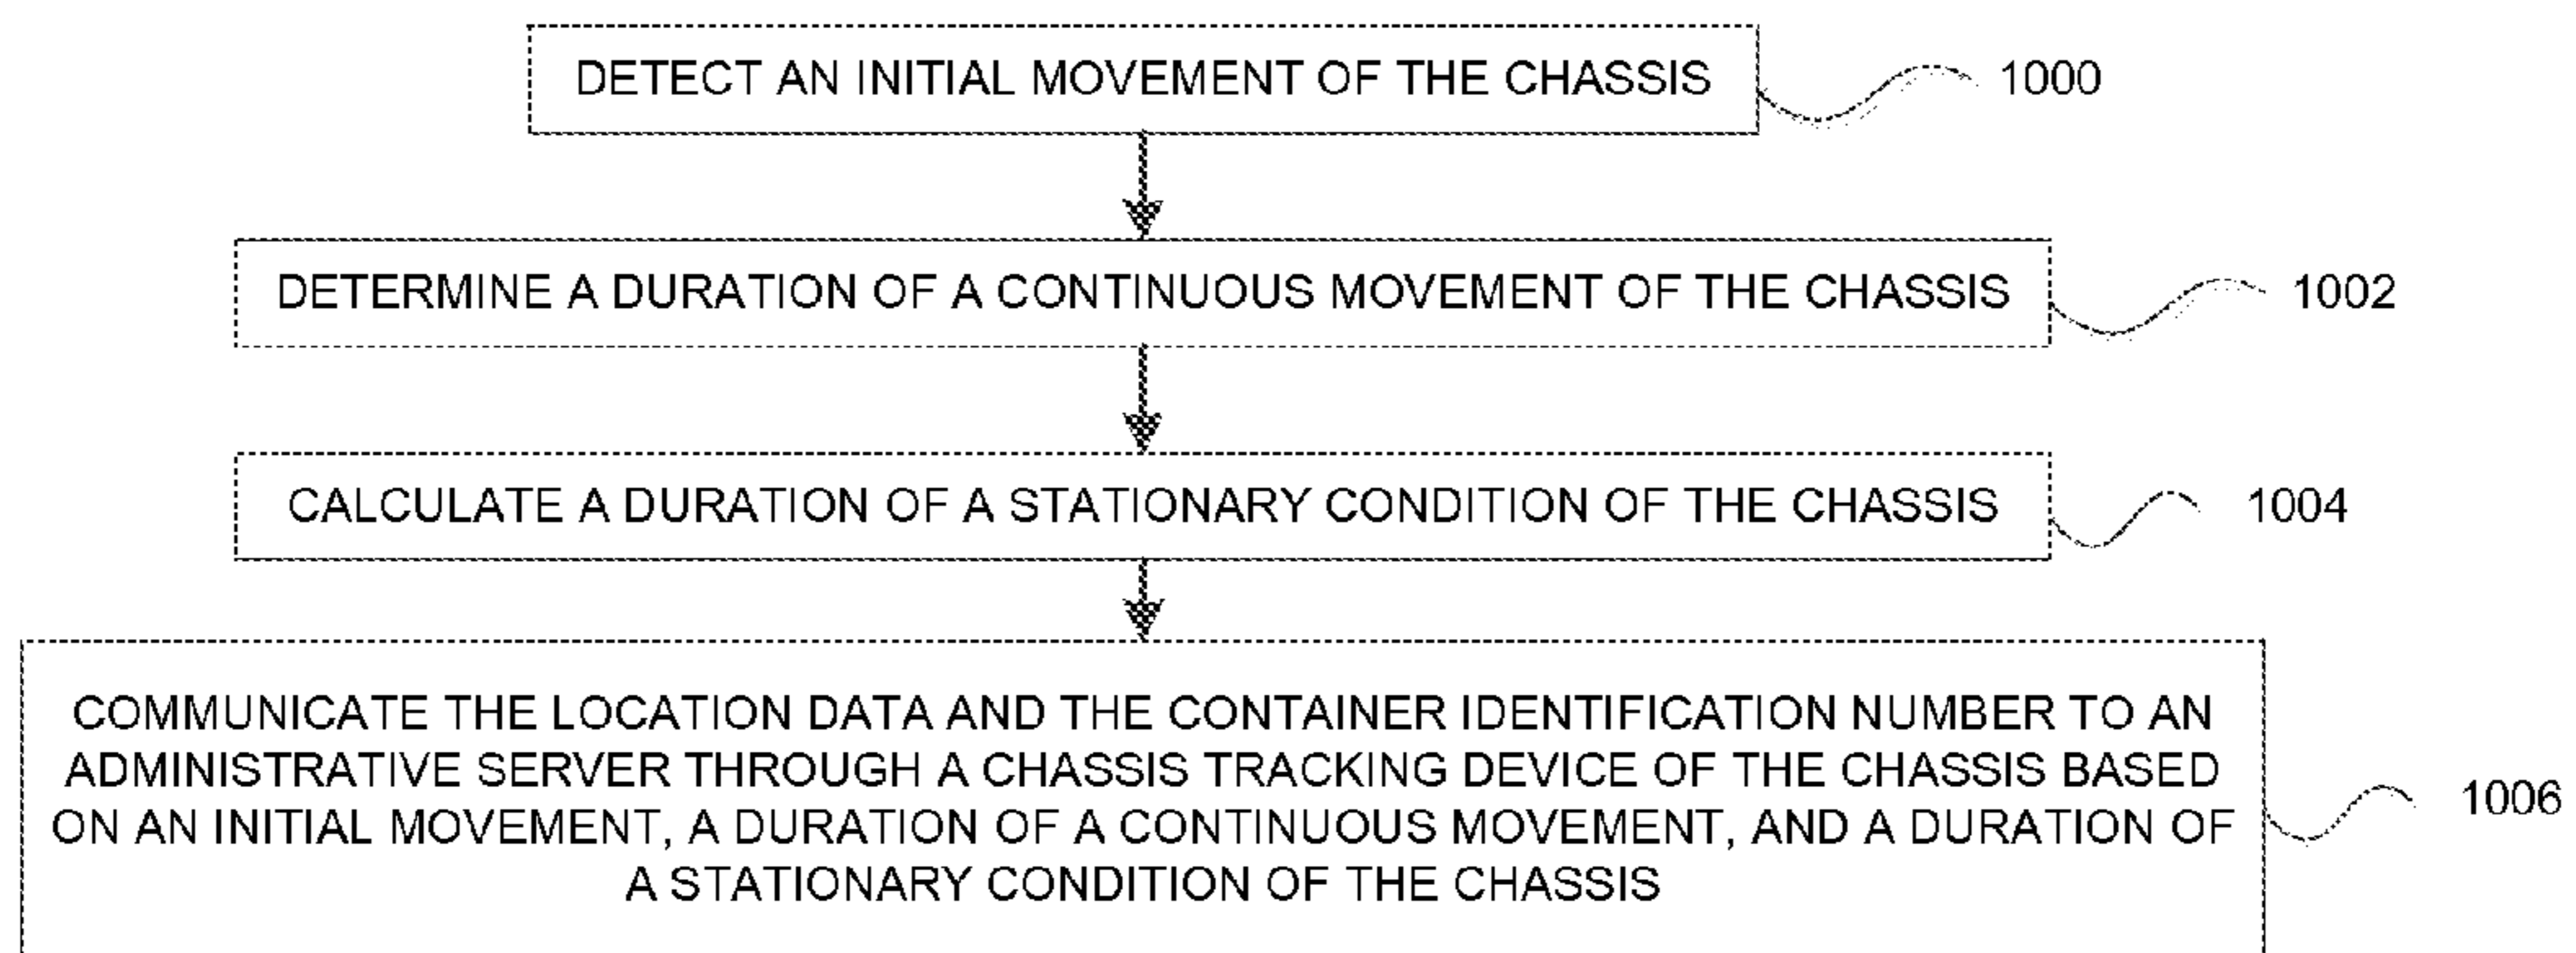 DETECT AN INITIAL MOVEMENT OF THE CHASSIS
1000
DETERMINE A DURATION OF A CONTINUOUS MOVEMENT OF THE CHASSIS
1002
CALCULATE A DURATION OF A STATIONARY CONDITION OF THE CHASSIS
1004
COMMUNICATE THE LOCATION DATA AND THE CONTAINER IDENTIFICATION NUMBER TO AN
ADMINISTRATIVE SERVER THROUGH A CHASSIS TRACKING DEVICE OF THE CHASSIS BASED
ON AN INITIAL MOVEMENT, A DURATION OF A CONTINUOUS MOVEMENT, AND A DURATION OF
A STATIONARY CONDITION OF THE CHASSIS
1006